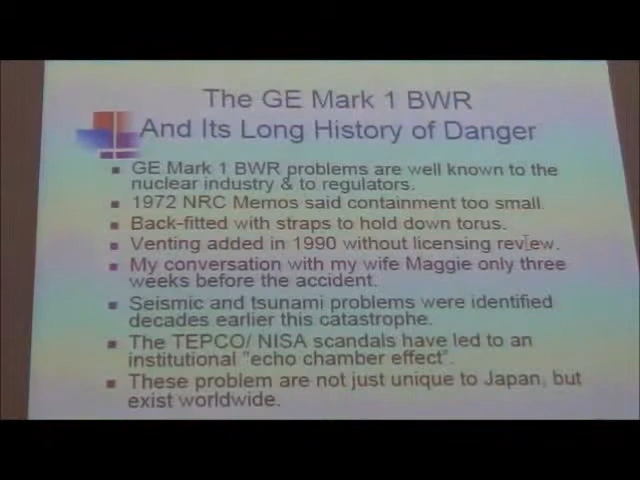 The GE Mark 1 BWR
And Its Long History of Danger
GE Mark 1 BWR problems are well known to the
nuclear industry & to regulators.
1972 NRC Memos said containment too small.
Back-fitted with straps to hold down torus.
Venting added in 1990 without licensing review.
My conversation with my wife Maggie only three
weeks before the accident.
Seismic and tsunami problems were identified
decades earlier this catastrophe.
The TEPCO/ NISA scandals have led to an
institutional "echo chamber effect".
These problem are not just unique to Japan, but
exist worldwide.